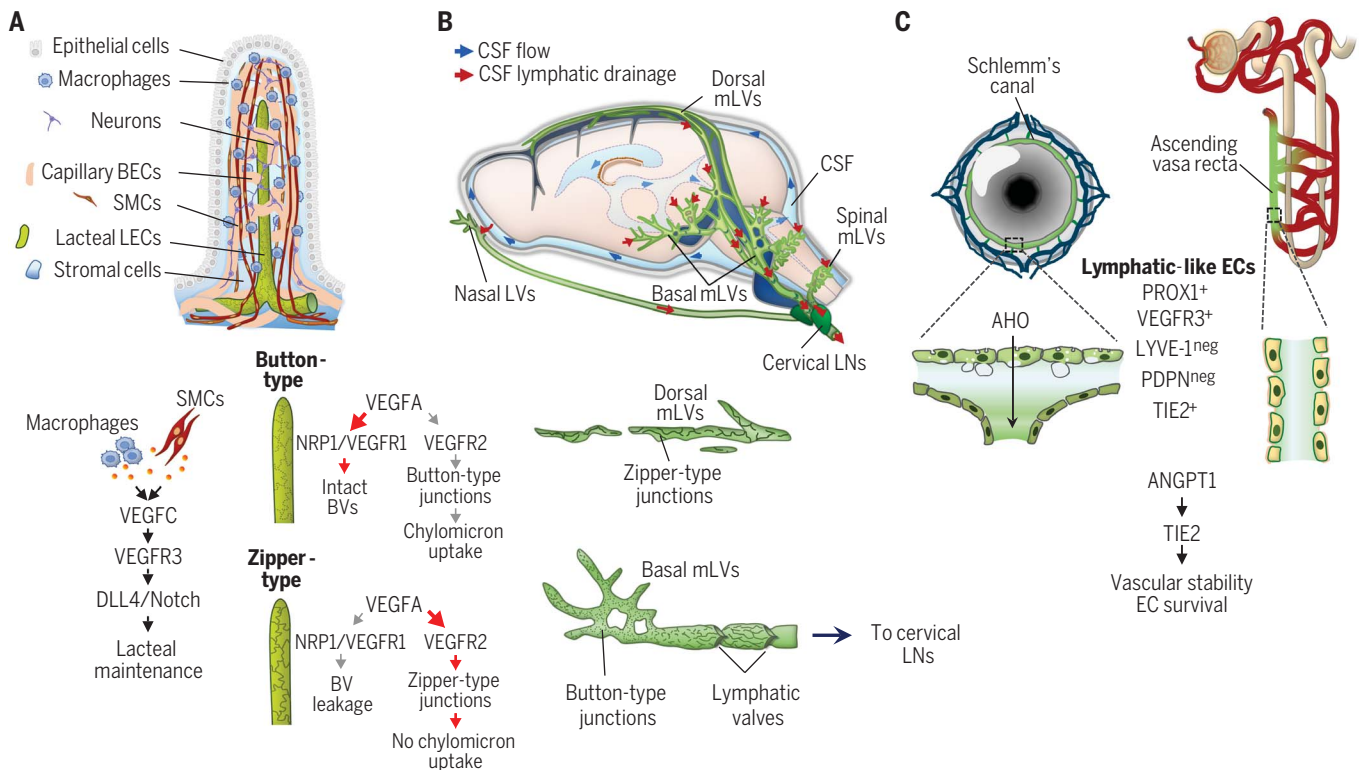 A
Epithelial cells
Macrophages
Neurons
Capillary BECs
SMCs
Lacteal LECs
Stromal cells
Macrophages
SMCs
VEGFC
VEGFR3
DLL4/Notch
Lacteal
maintenance
Button-
type
VEGFA
NRP1/VEGFR1
VEGFR2
Intact
BVs
Button-type
junctions
Chylomicron
uptake
Zipper-
type
VEGFA
NRP1/VEGFR1
VEGFR2
BV
leakage
Zipper-type
junctions
No chylomicron
uptake
B
CSF flow
CSF lymphatic drainage
Dorsal
mLVs
CSF
Spinal
mLVs
Nasal LVs
Basal mLVs
Cervical LNs
Dorsal
mLVs
Zipper-type
junctions
Basal mLVs
Button-type
junctions
Lymphatic
valves
To cervical
LNs
C
Schlemm's
canal
Ascending
vasa recta
AHO
Lymphatic-like ECs
PROX1+
VEGFR3+
LYVE-1neg
PDPNneg
TIE2+
ANGPT1
TIE2
Vascular stability
EC survival